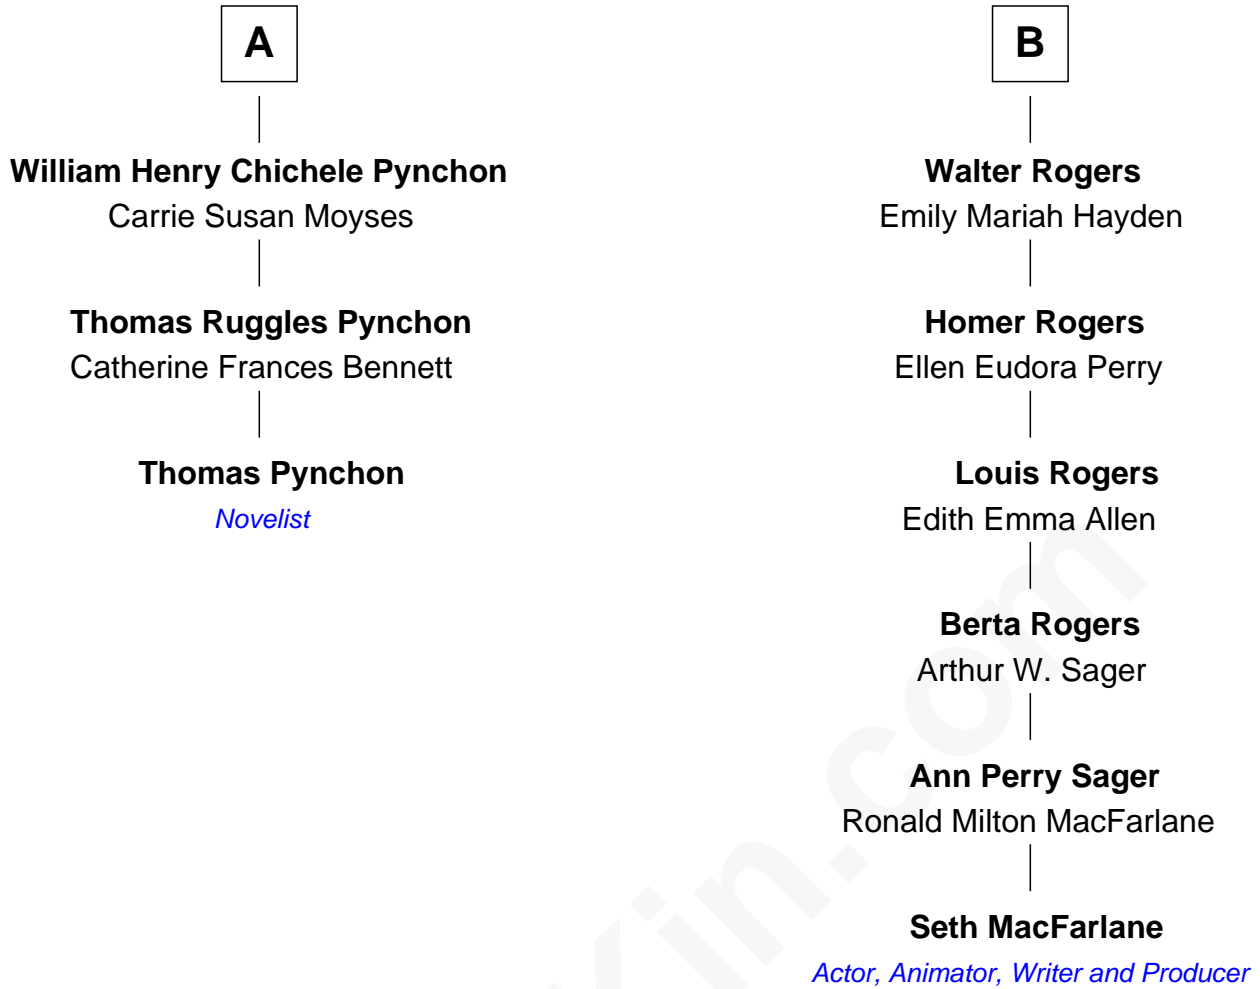 A
William Henry Chichele Pynchon
Carrie Susan Moyses
Thomas Ruggles Pynchon
Catherine Frances Bennett
Thomas Pynchon
Novelist
B
Walter Rogers
Emily Mariah Hayden
Homer Rogers
Ellen Eudora Perry
Louis Rogers
Edith Emma Allen
Berta Rogers
Arthur W. Sager
Ann Perry Sager
Ronald Milton MacFarlane
Seth MacFarlane
Actor, Animator, Writer and Producer
Kin.com